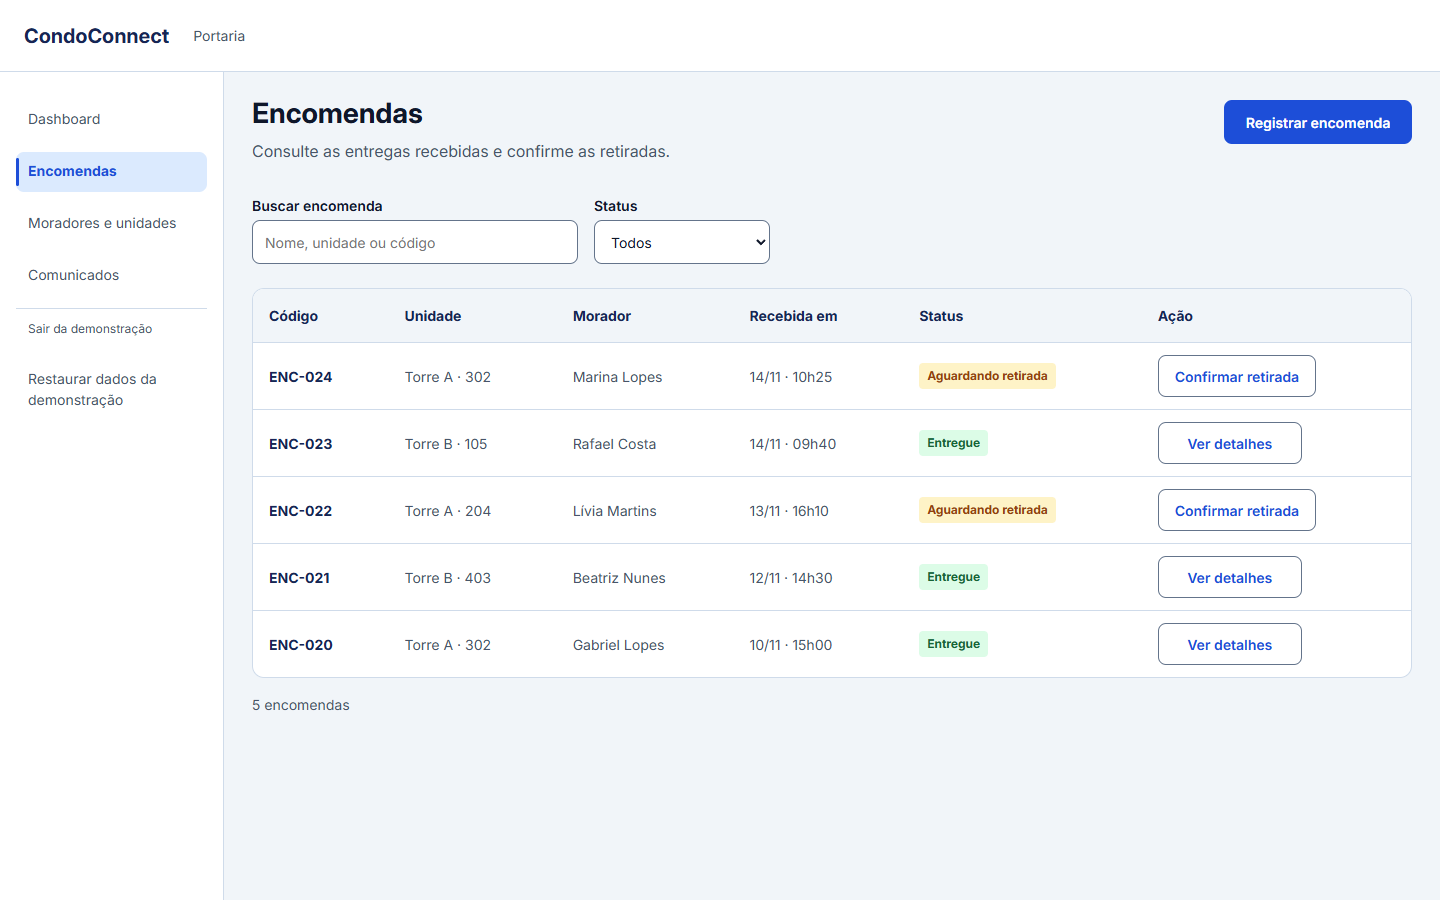 CondoConnect Portaria
Dashboard
Encomendas
Moradores e unidades
Comunicados
Sair da demonstração
Restaurar dados da
demonstração
Encomendas
Consulte as entregas recebidas e confirme as retiradas.
Registrar encomenda
Buscar encomenda Status
Nome, unidade ou código Todos
Código Unidade Morador Recebida em Status Ação
ENC-024 Torre A · 302 Marina Lopes 14/11 · 10h25 Aguardando retirada Confirmar retirada
ENC-023 Torre B · 105 Rafael Costa 14/11 · 09h40 Entregue Ver detalhes
ENC-022 Torre A · 204 Lívia Martins 13/11 · 16h10 Aguardando retirada Confirmar retirada
ENC-021 Torre B · 403 Beatriz Nunes 12/11 · 14h30 Entregue Ver detalhes
ENC-020 Torre A · 302 Gabriel Lopes 10/11 · 15h00 Entregue Ver detalhes
5 encomendas